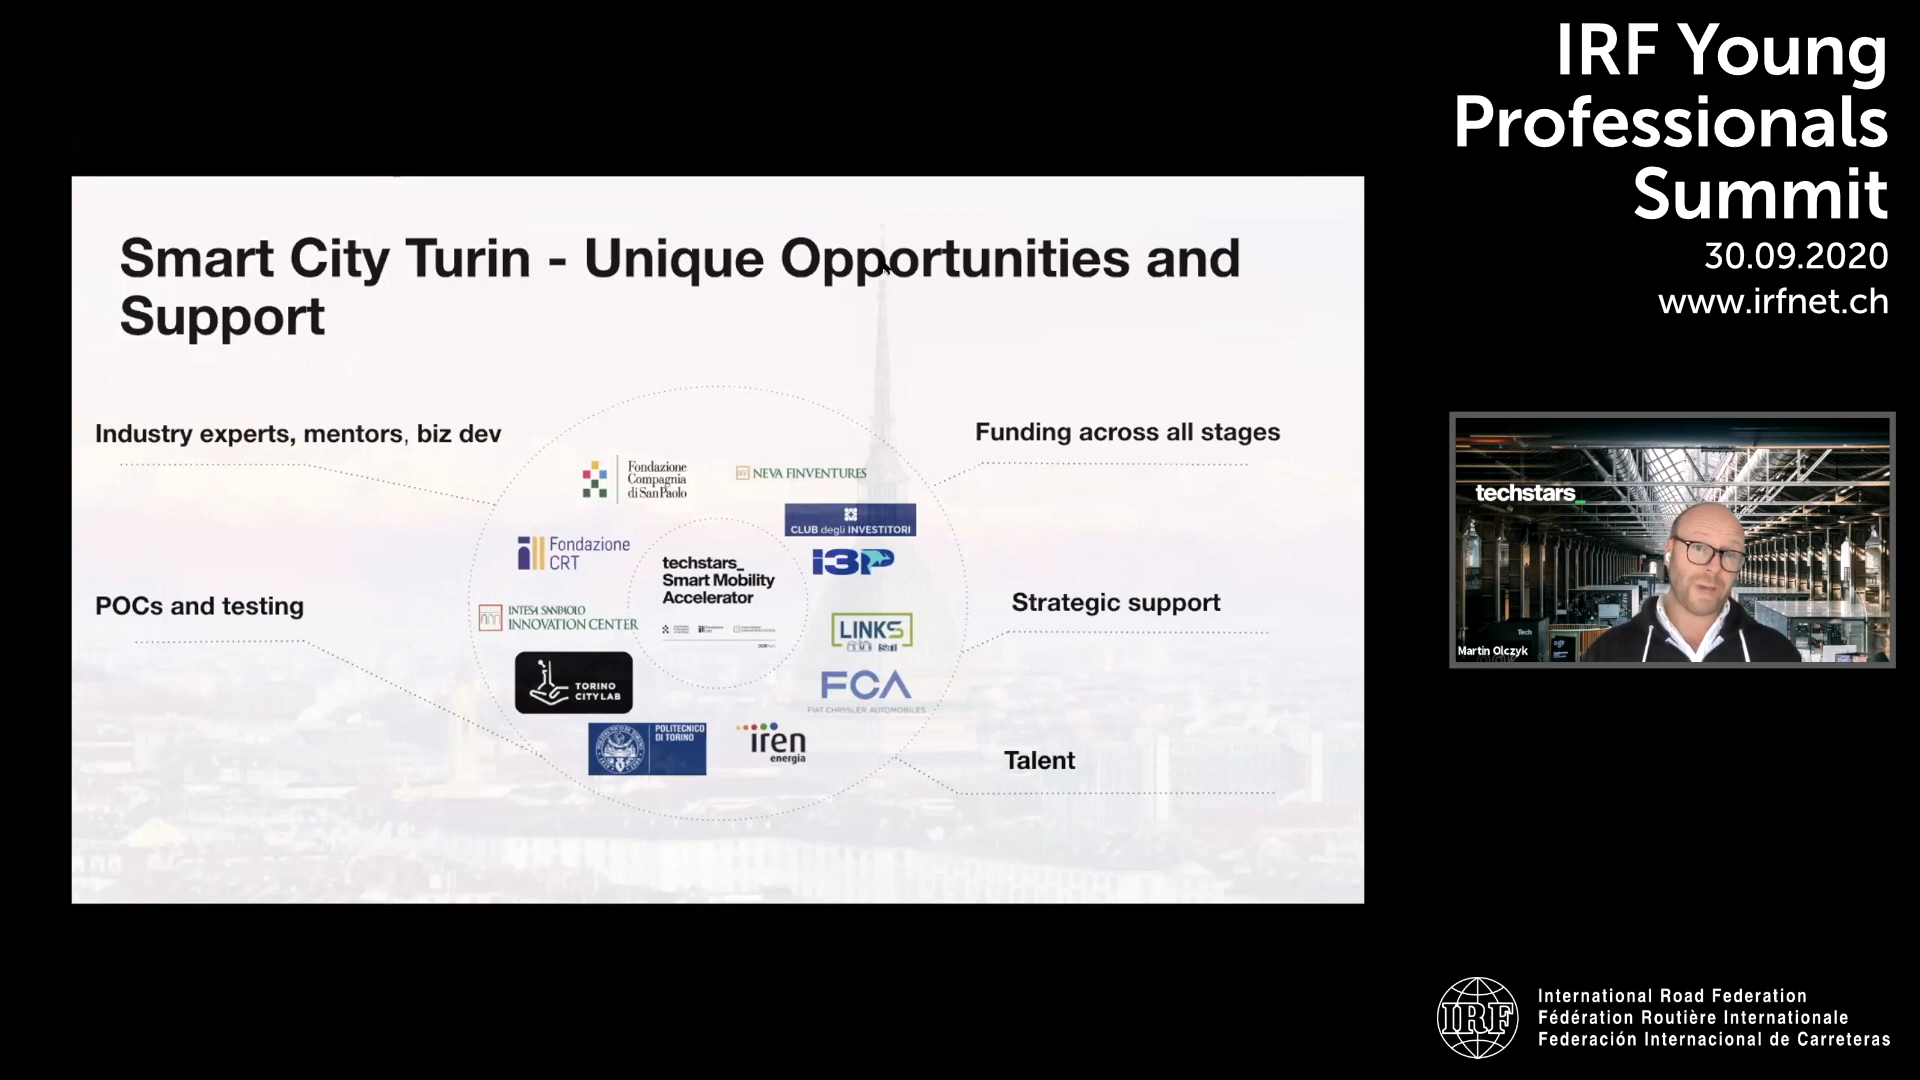 IRF Young
Professionals
Summit
30.09.2020
www.irfnet.ch
Smart City Turin - Unique Opportunities and
Support
Industry experts, mentors, biz dev
Funding across all stages
POCs and testing
Strategic support
Talent
Fondazione
Compagnia
di San Paolo
NEVA FINVENTURES
CLUB degli INVESTITORI
Fondazione
CRT
i3P
techstars_
Smart Mobility
Accelerator
INTESA SANPAOLO
INNOVATION CENTER
LINKS
TORINO
CITY LAB
FCA
FIAT CHRYSLER AUTOMOBILES
POLITECNICO
DI TORINO
iren
energia
techstars_
Tech
Martin Olczyk
IRF
International Road Federation
Fédération Routière Internationale
Federación Internacional de Carreteras